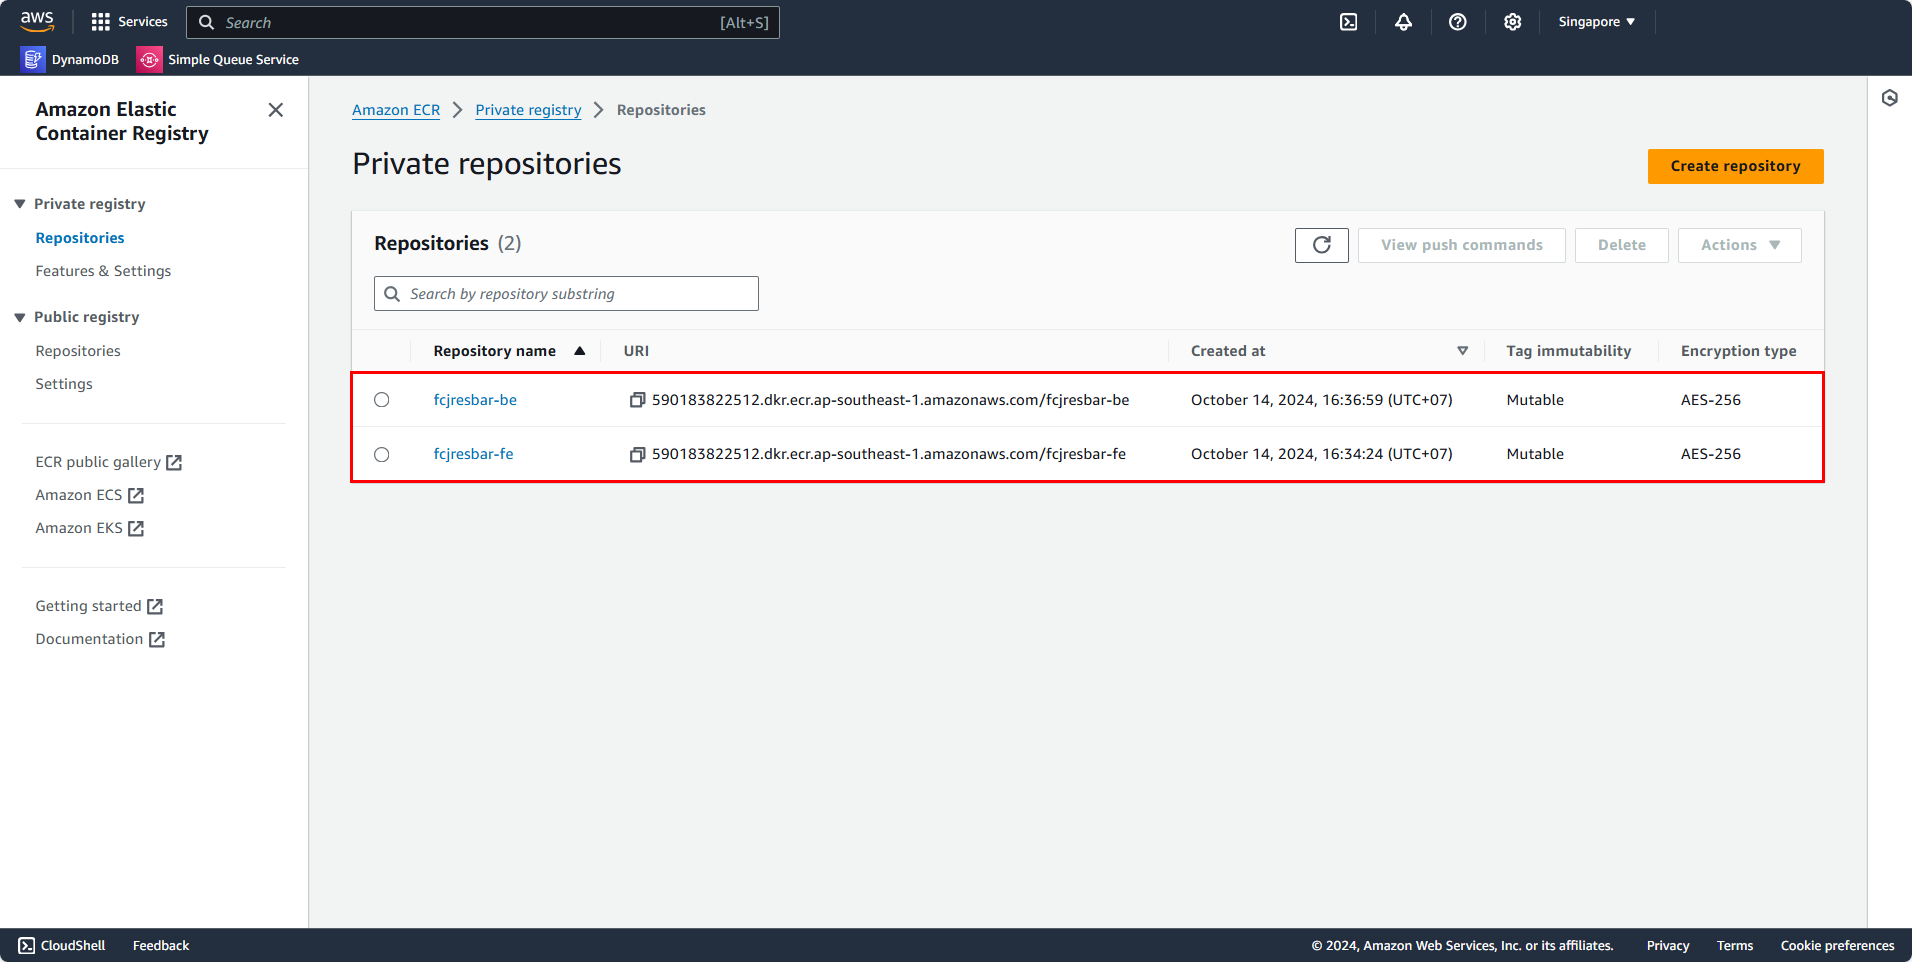 aws
Services
Search
[Alt+S]
Singapore ▼
DynamoDB
Simple Queue Service
Amazon Elastic
Container Registry
Private registry
Repositories
Features & Settings
Public registry
Repositories
Settings
ECR public gallery
Amazon ECS
Amazon EKS
Getting started
Documentation
Amazon ECR > Private registry > Repositories
Private repositories
Create repository
Repositories (2)
View push commands
Delete
Actions ▼
Search by repository substring
Repository name ▲ URI Created at Tag immutability Encryption type
fcjresbar-be 590183822512.dkr.ecr.ap-southeast-1.amazonaws.com/fcjresbar-be October 14, 2024, 16:36:59 (UTC+07) Mutable AES-256
fcjresbar-fe 590183822512.dkr.ecr.ap-southeast-1.amazonaws.com/fcjresbar-fe October 14, 2024, 16:34:24 (UTC+07) Mutable AES-256
CloudShell
Feedback
© 2024, Amazon Web Services, Inc. or its affiliates.
Privacy
Terms
Cookie preferences